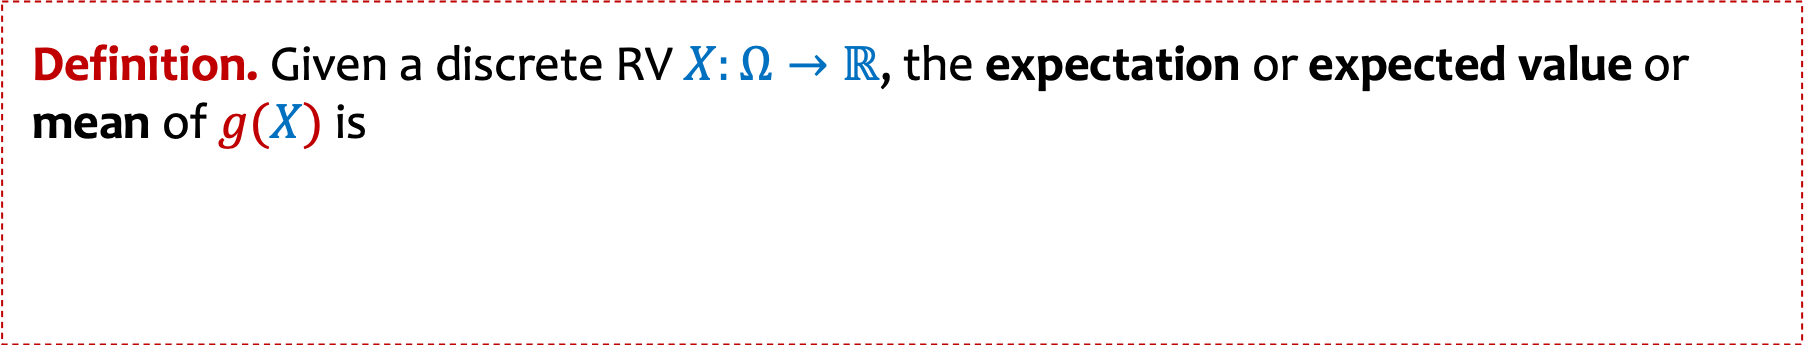 Definition. Given a discrete RV X: Ω → ℝ, the expectation or expected value or
mean of g(X) is